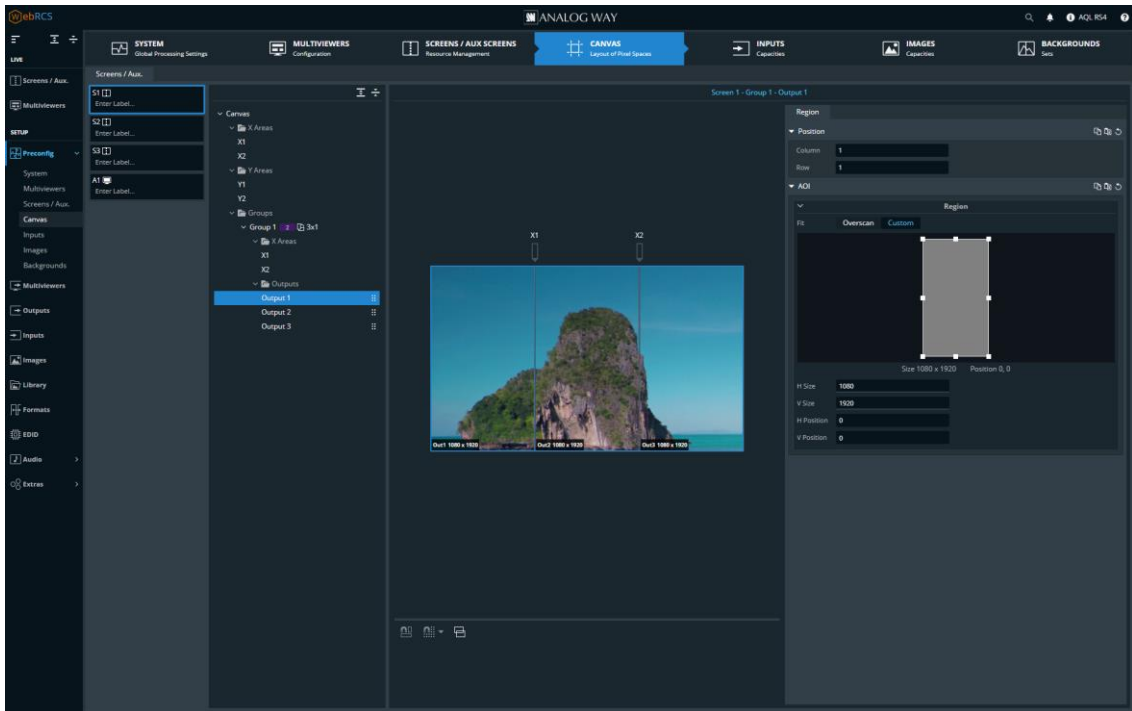 WebRCS
ANALOG WAY
AQL RS4
LIVE
Screens / Aux.
Multiviewers
SETUP
Preconfig
System
Multiviewers
Screens / Aux.
Canvas
Inputs
Images
Backgrounds
Multiviewers
Outputs
Inputs
Images
Library
Formats
EDID
Audio
Extras
SYSTEM
Global Processing Settings
MULTIVIEWERS
Configuration
SCREENS / AUX SCREENS
Resource Management
CANVAS
Layout of Pixel Spaces
INPUTS
Capacities
IMAGES
Capacities
BACKGROUNDS
Sets
Screens / Aux.
S1
Enter Label...
S2
Enter Label...
S3
Enter Label...
A1
Enter Label...
Canvas
X Areas
X1
X2
Y Areas
Y1
Y2
Groups
Group 1 2 3x1
X Areas
X1
X2
Outputs
Output 1
Output 2
Output 3
Screen 1 - Group 1 - Output 1
X1 X2
Out1 1080 x 1920 Out2 1080 x 1920 Out3 1080 x 1920
Region
Position
Column 1
Row 1
AOI
Region
Fit Overscan Custom
Size 1080 x 1920 Position 0, 0
H Size 1080
V Size 1920
H Position 0
V Position 0